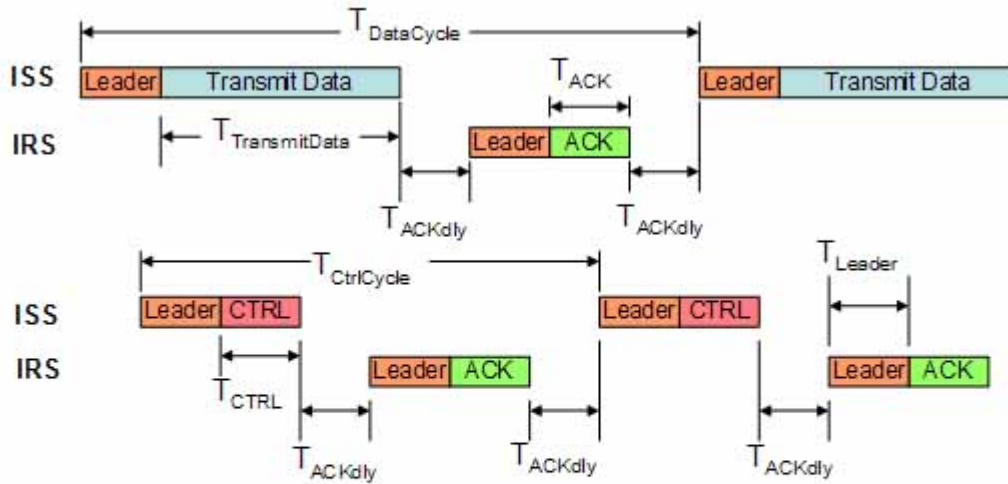 T DataCycle
ISS Leader Transmit Data Leader Transmit Data
T ACK
IRS T TransmitData Leader ACK
T ACKdly T ACKdly
T CtrlCycle T Leader
ISS Leader CTRL Leader CTRL
IRS Leader ACK Leader ACK
T CTRL
T ACKdly T ACKdly T ACKdly